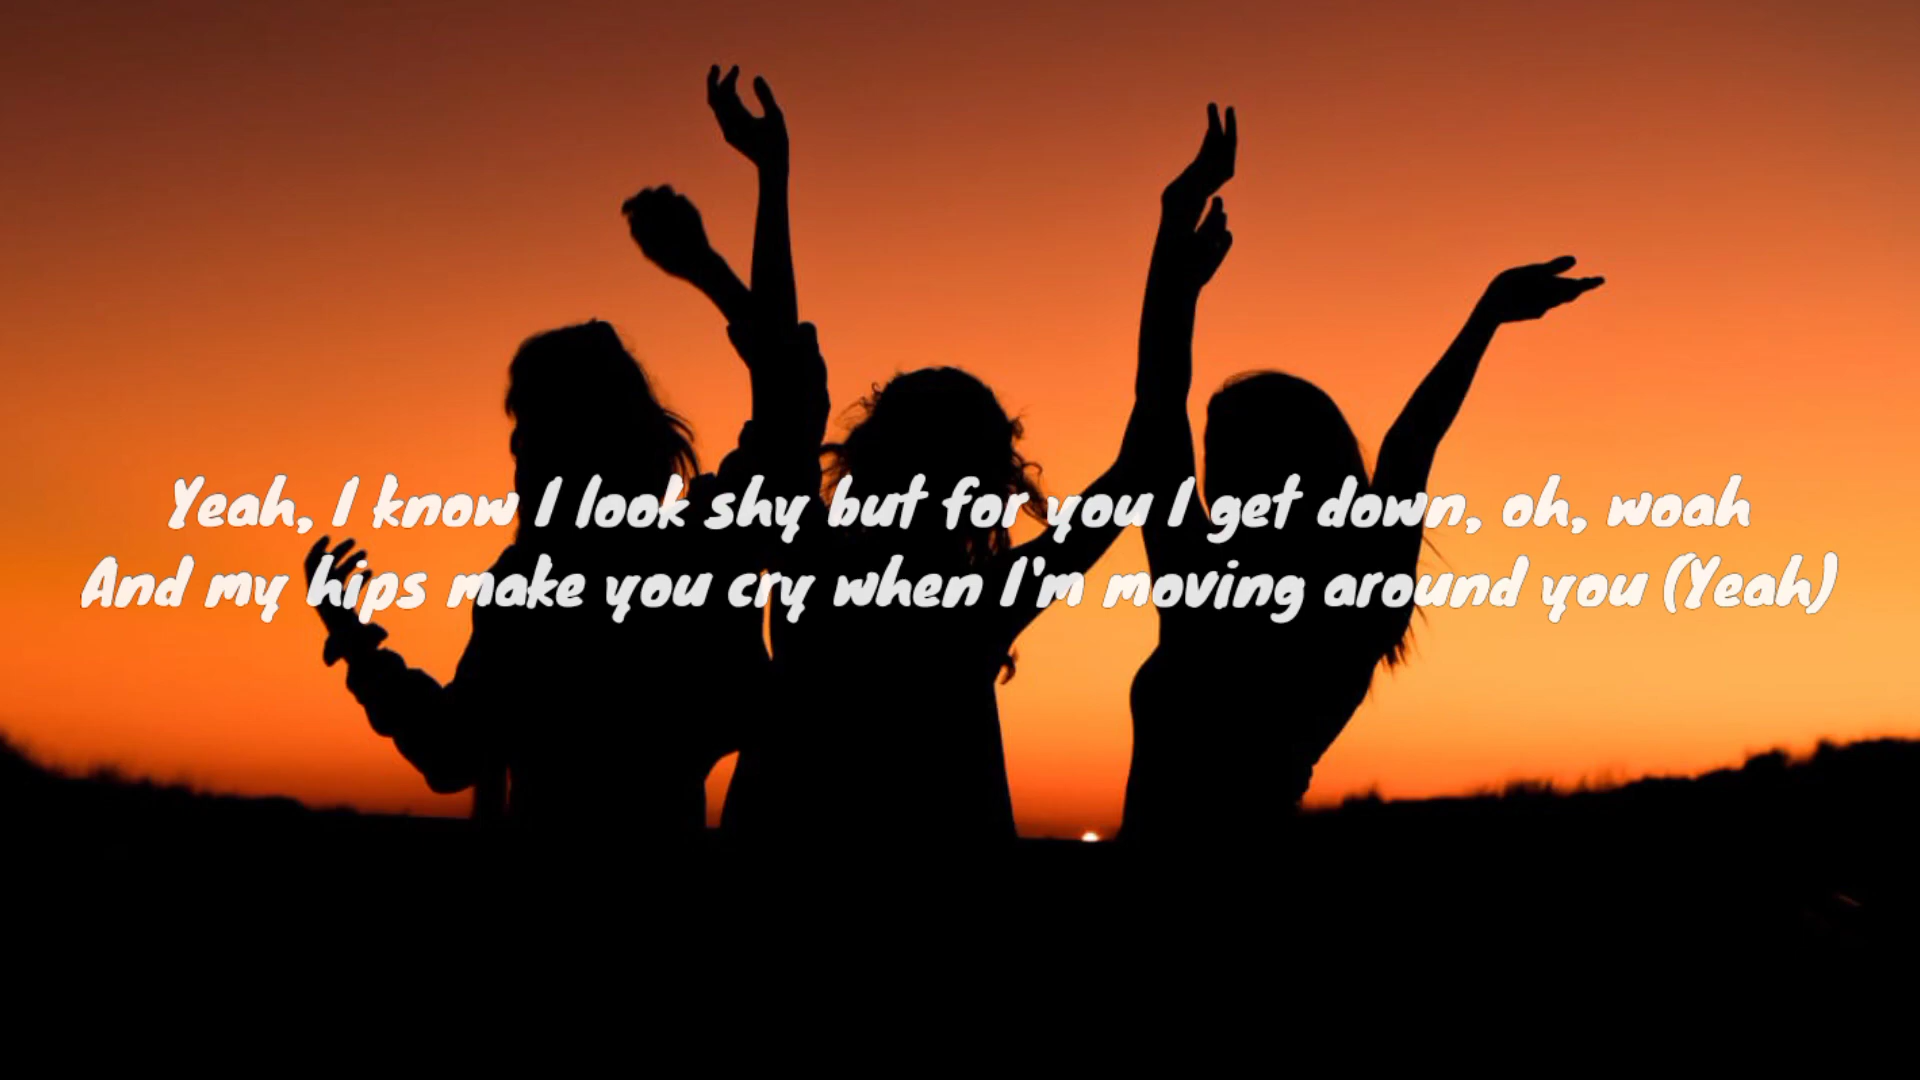 Yeah, I know I look shy but for you I get down, oh, woah
And my hips make you cry when I'm moving around you (Yeah)